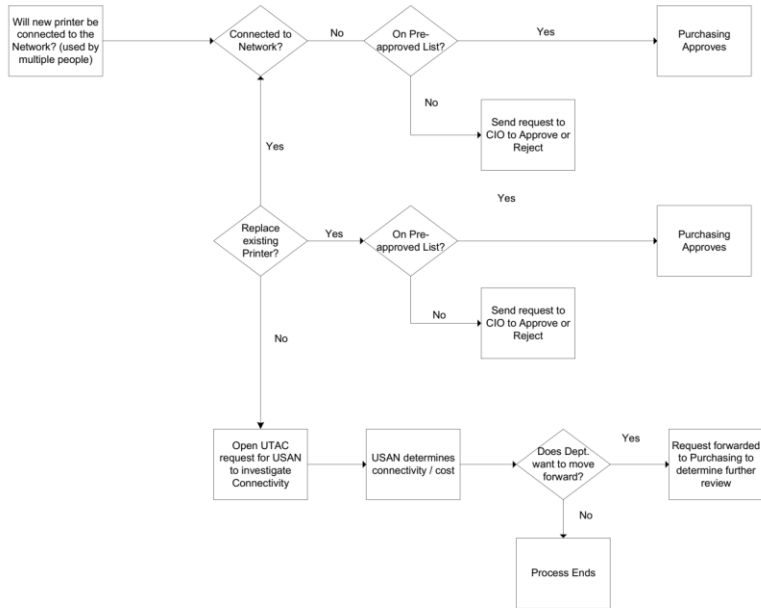 Will new printer be
connected to the
Network? (used by
multiple people)
Connected to
Network?
No
On Pre-
approved List?
Yes
Purchasing
Approves
No
Send request to
CIO to Approve or
Reject
Yes
Yes
Replace
existing
Printer?
Yes
On Pre-
approved List?
Purchasing
Approves
No
Send request to
CIO to Approve or
Reject
No
Open UTAC
request for USAN
to investigate
Connectivity
USAN determines
connectivity / cost
Does Dept.
want to move
forward?
Yes
Request forwarded
to Purchasing to
determine further
review
No
Process Ends